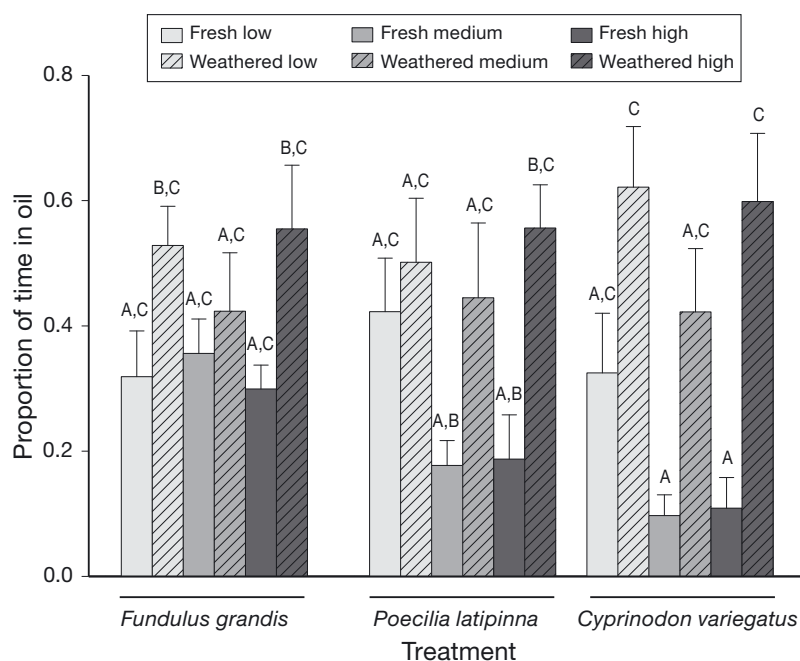 Fresh low Fresh medium Fresh high
Weathered low Weathered medium Weathered high
Proportion of time in oil
0.8
0.6
0.4
0.2
0.0
A,C
B,C
A,C
A,C
A,C
B,C
A,C
A,C
A,B
A,C
A,B
B,C
A,C
C
A
A,C
A
C
Fundulus grandis Poecilia latipinna Cyprinodon variegatus
Treatment